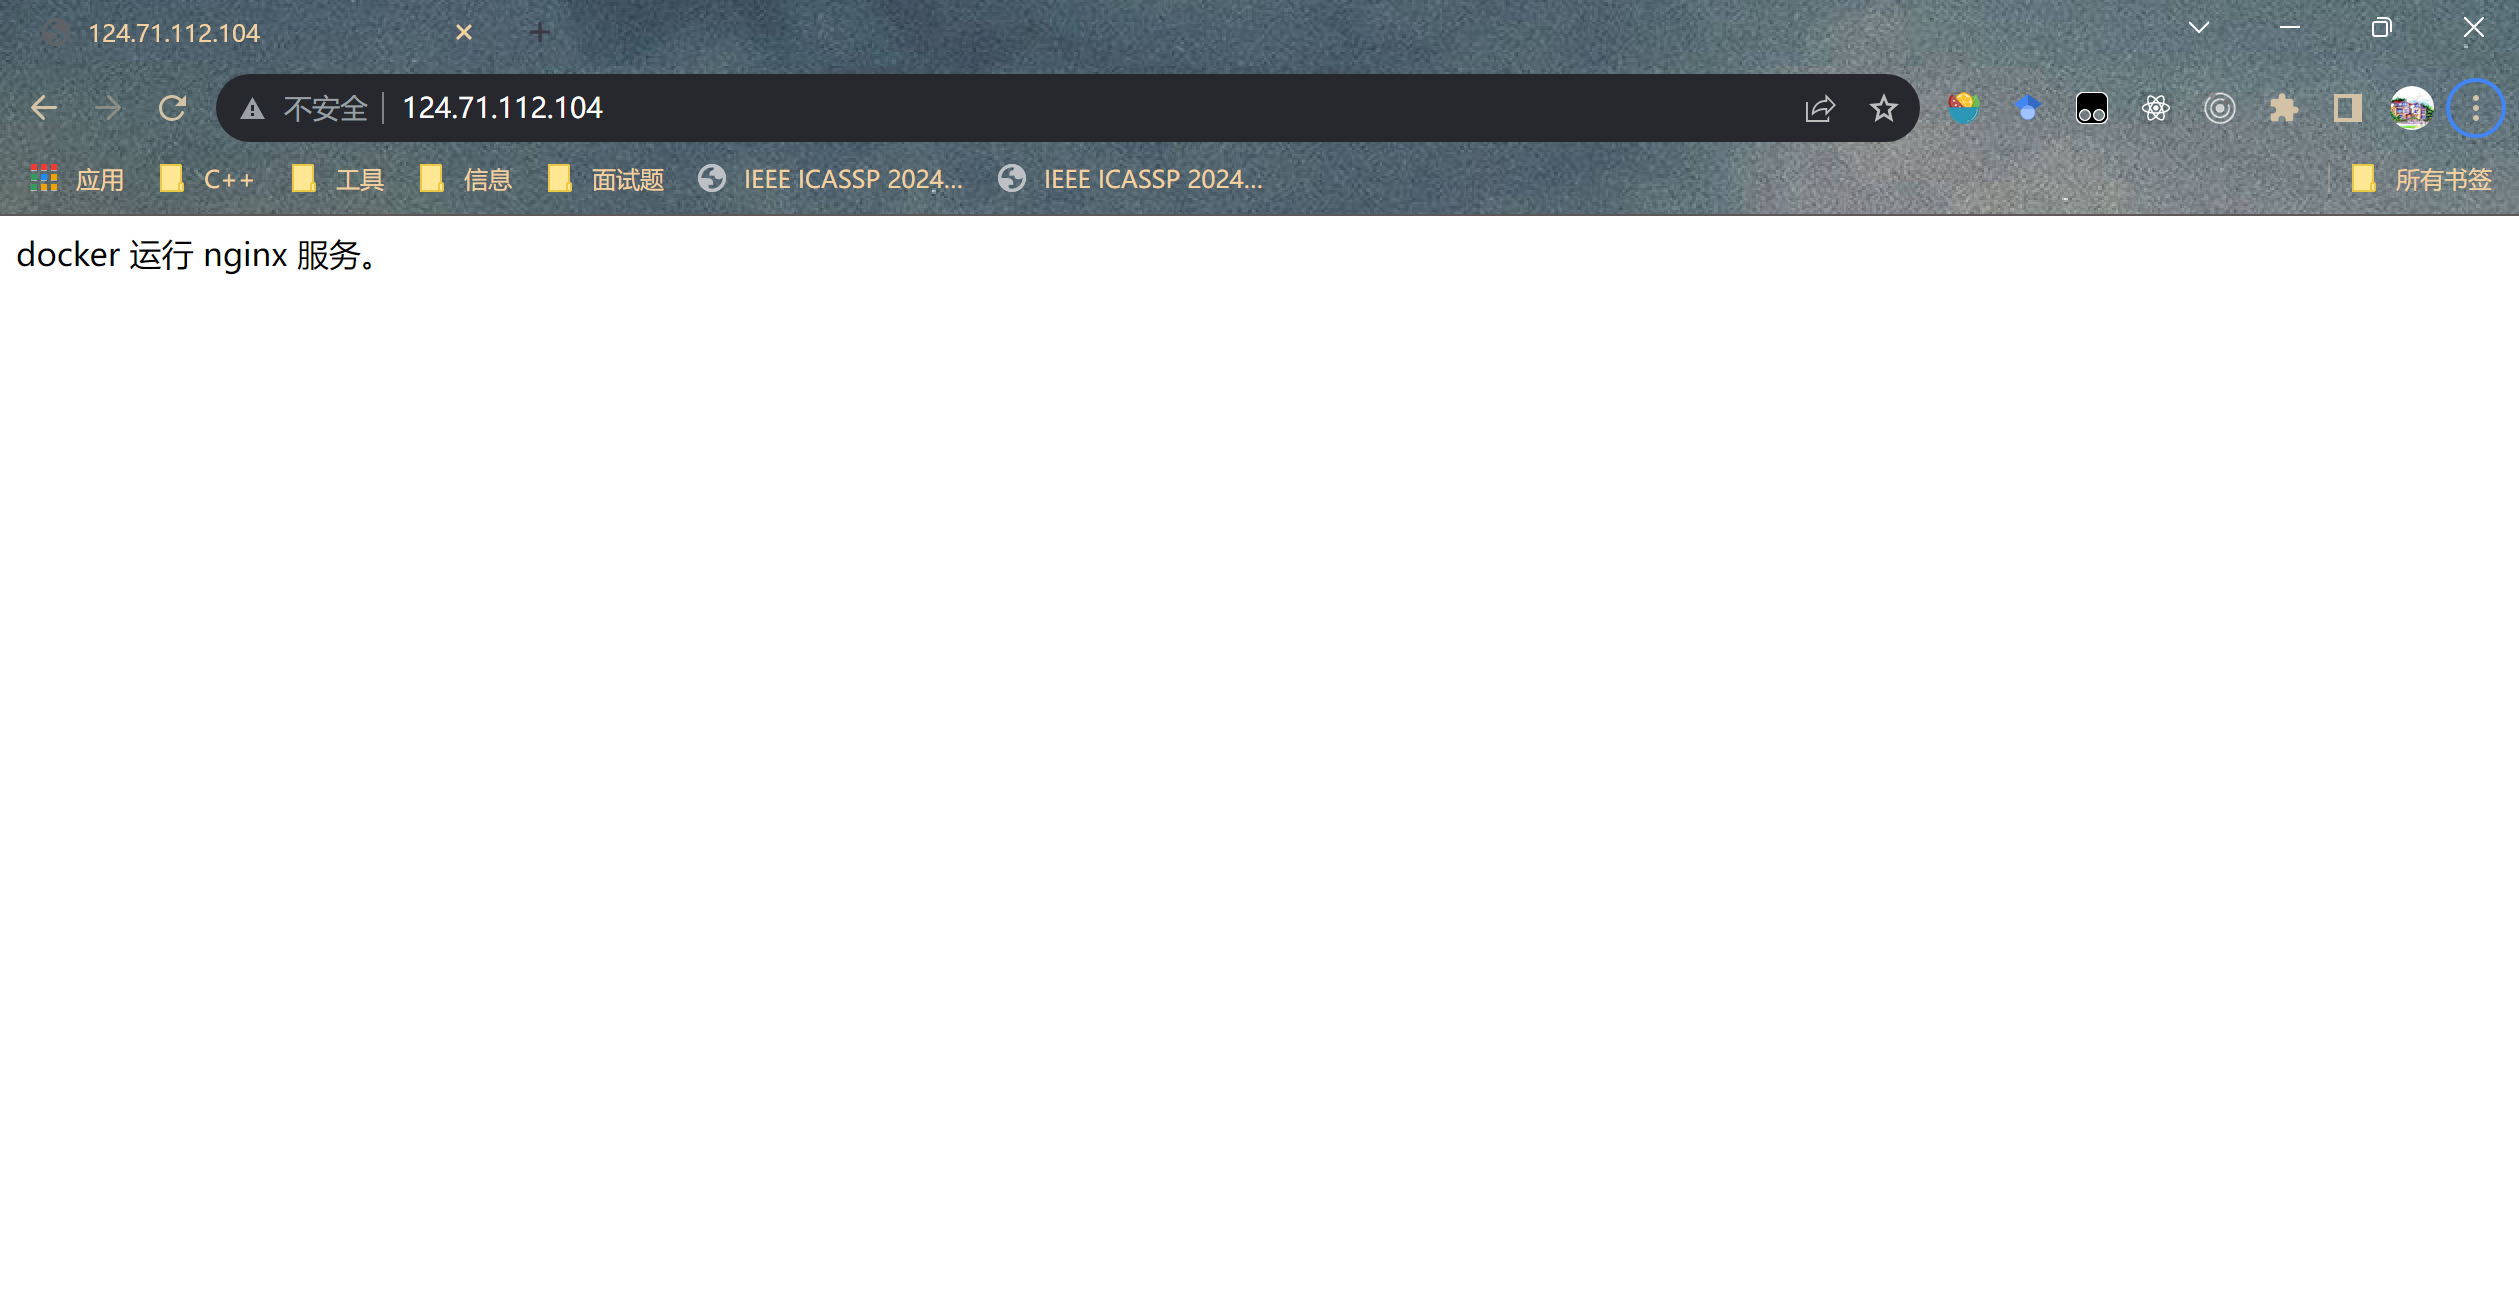 124.71.112.104
不安全 124.71.112.104
应用 C++ 工具 信息 面试题 IEEE ICASSP 2024... IEEE ICASSP 2024... 所有书签
docker 运行 nginx 服务。